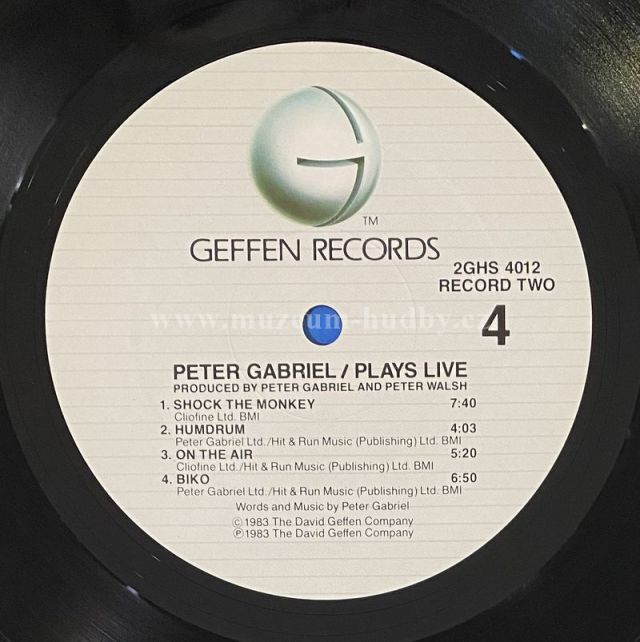 TM
GEFFEN RECORDS
2GHS 4012
RECORD TWO
4
www.muzeum-hudby.cz
PETER GABRIEL / PLAYS LIVE
PRODUCED BY PETER GABRIEL AND PETER WALSH
1. SHOCK THE MONKEY 7:40
Cliofine Ltd. BMI
2. HUMDRUM 4:03
Peter Gabriel Ltd./Hit & Run Music (Publishing) Ltd. BMI
3. ON THE AIR 5:20
Cliofine Ltd./Hit & Run Music (Publishing) Ltd. BMI
4. BIKO 6:50
Peter Gabriel Ltd./Hit & Run Music (Publishing) Ltd. BMI
Words and Music by Peter Gabriel
© 1983 The David Geffen Company
℗ 1983 The David Geffen Company